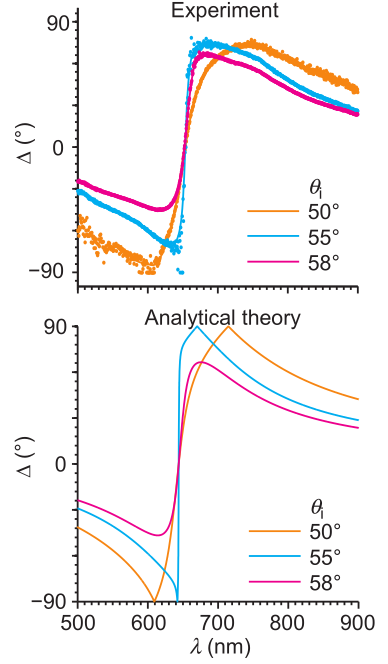 Experiment
90
0
−90
Δ (°)
θi
50°
55°
58°
Analytical theory
90
0
−90
Δ (°)
θi
50°
55°
58°
500 600 700 800 900
λ (nm)